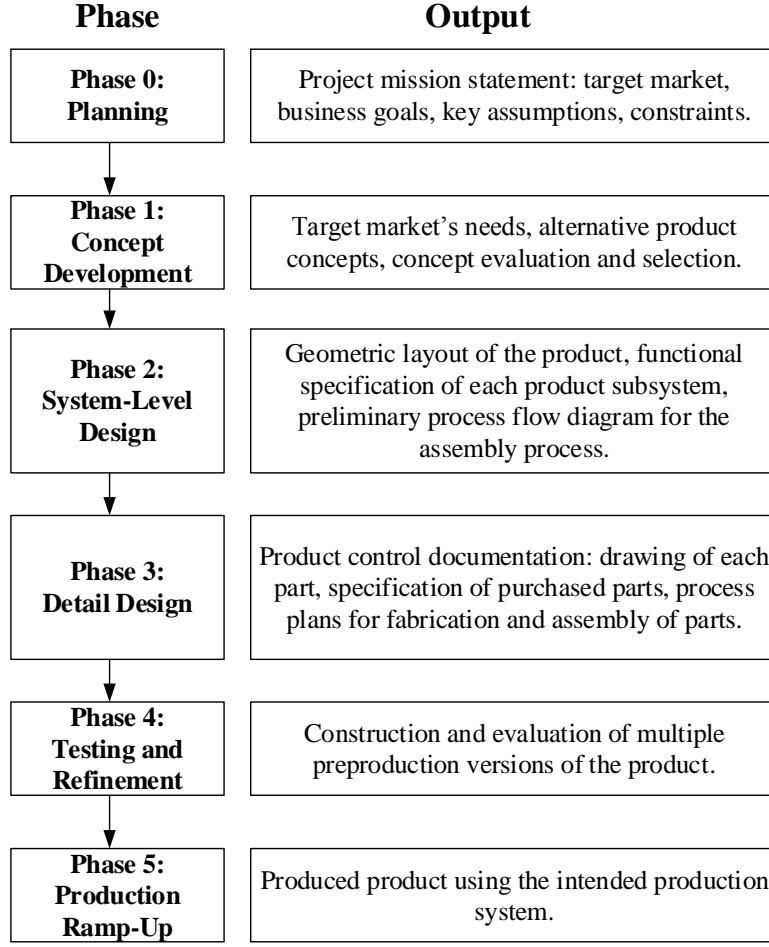 Phase
Output
Phase 0:
Planning
Project mission statement: target market,
business goals, key assumptions, constraints.
Phase 1:
Concept
Development
Target market’s needs, alternative product
concepts, concept evaluation and selection.
Phase 2:
System-Level
Design
Geometric layout of the product, functional
specification of each product subsystem,
preliminary process flow diagram for the
assembly process.
Phase 3:
Detail Design
Product control documentation: drawing of each
part, specification of purchased parts, process
plans for fabrication and assembly of parts.
Phase 4:
Testing and
Refinement
Construction and evaluation of multiple
preproduction versions of the product.
Phase 5:
Production
Ramp-Up
Produced product using the intended production
system.